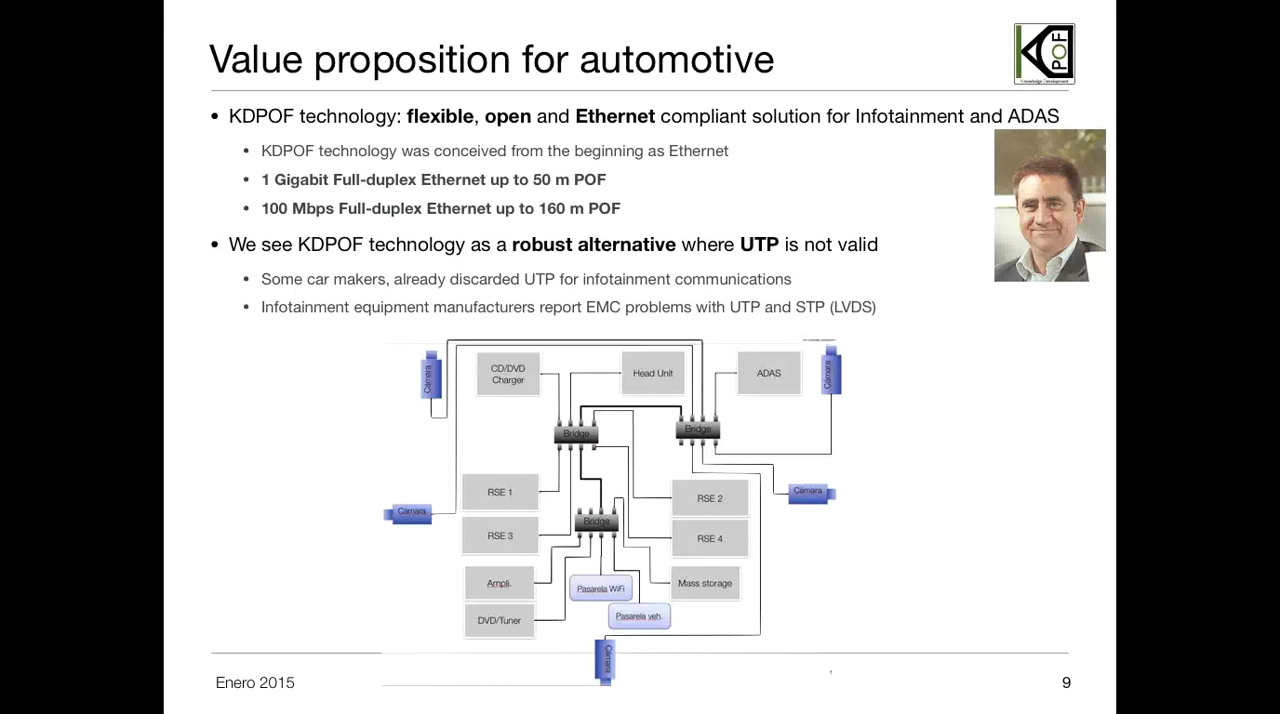 Value proposition for automotive
KDPOF
Knowledge Development
• KDPOF technology: flexible, open and Ethernet compliant solution for Infotainment and ADAS
• KDPOF technology was conceived from the beginning as Ethernet
• 1 Gigabit Full-duplex Ethernet up to 50 m POF
• 100 Mbps Full-duplex Ethernet up to 160 m POF
• We see KDPOF technology as a robust alternative where UTP is not valid
• Some car makers, already discarded UTP for infotainment communications
• Infotainment equipment manufacturers report EMC problems with UTP and STP (LVDS)
Cámara
CD/DVD
Charger
Head Unit
ADAS
Cámara
Bridge
Bridge
RSE 1
RSE 2
Cámara
Cámara
Bridge
RSE 3
RSE 4
Ampli.
Pasarela WiFi
Mass storage
DVD/Tuner
Pasarela veh.
Cámara
Enero 2015
9